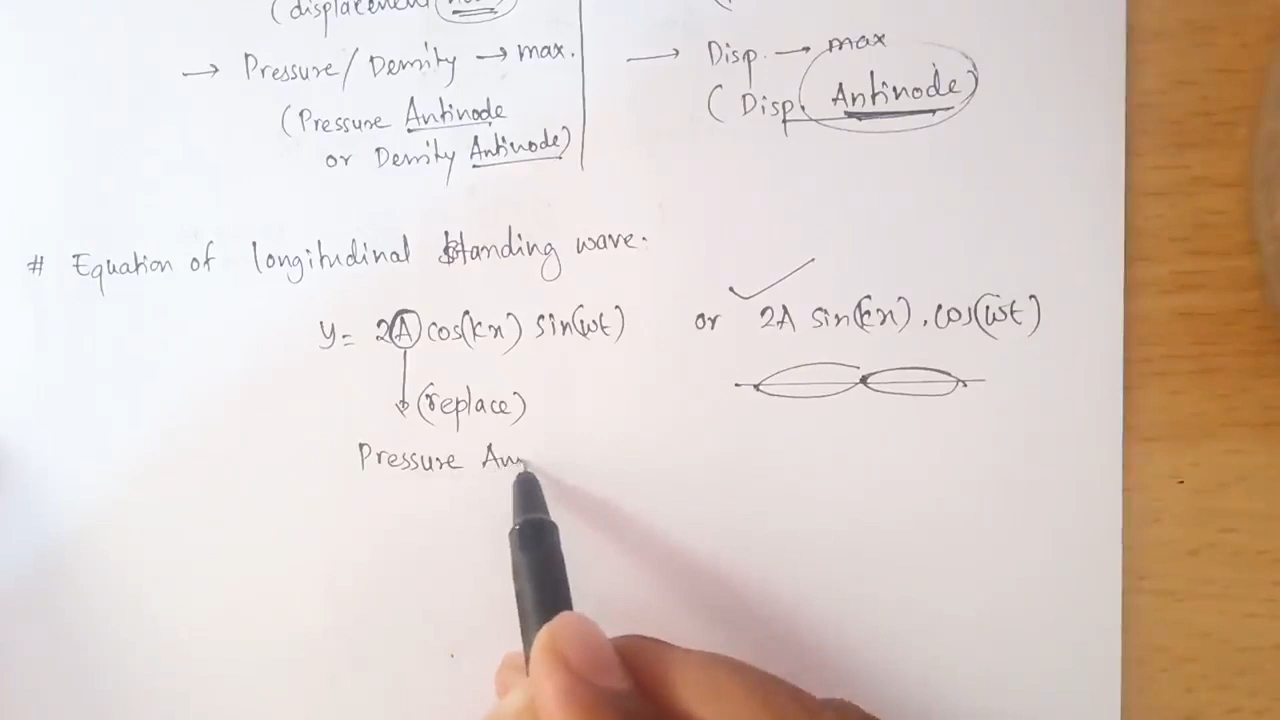 (displacement
→ Pressure/Density → max.
(Pressure Antinode
or Density Antinode)
→ Disp. → max
(Disp. Antinode)
# Equation of longitudinal standing wave.
y = 2A cos(kx) sin(ωt) or 2A sin(kx) . cos(ωt)
(replace)
Pressure Am